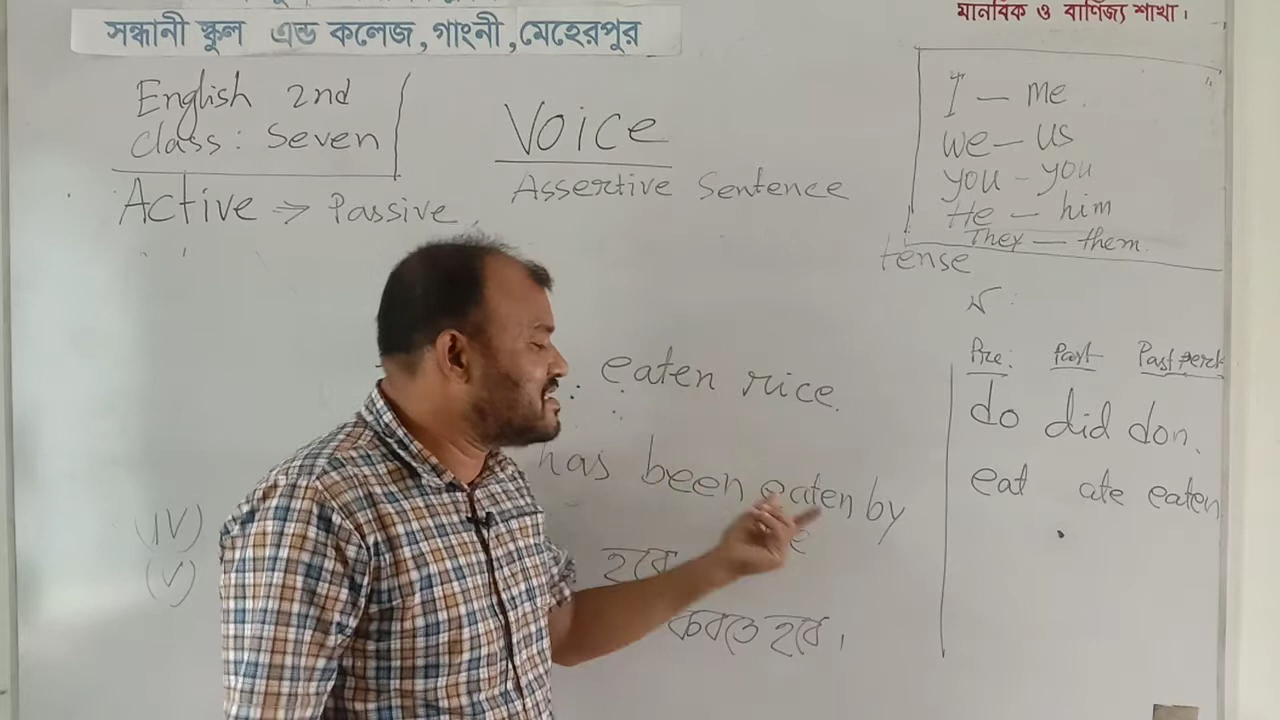 সন্ধানী স্কুল এন্ড কলেজ, গাংনী, মেহেরপুর
মানবিক ও বাণিজ্য শাখা।
English 2nd
Class: Seven
Voice
Assertive Sentence
Active ⇒ Passive
I — me
we — us
you - you
He — him
They — them.
tense
eaten rice.
has been eaten by
(IV)
(V)
হবে
করতে হবে।
Pre: Past Past perct
do did don
eat ate eaten